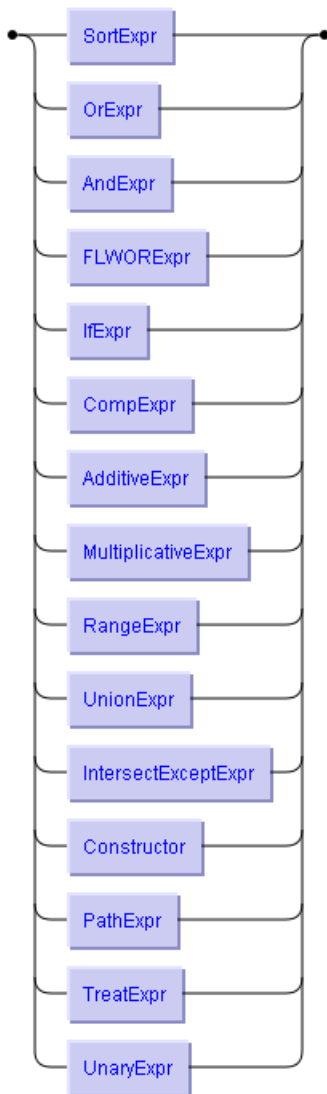 SortExpr
OrExpr
AndExpr
FLWORExpr
IfExpr
CompExpr
AdditiveExpr
MultiplicativeExpr
RangeExpr
UnionExpr
IntersectExceptExpr
Constructor
PathExpr
TreatExpr
UnaryExpr